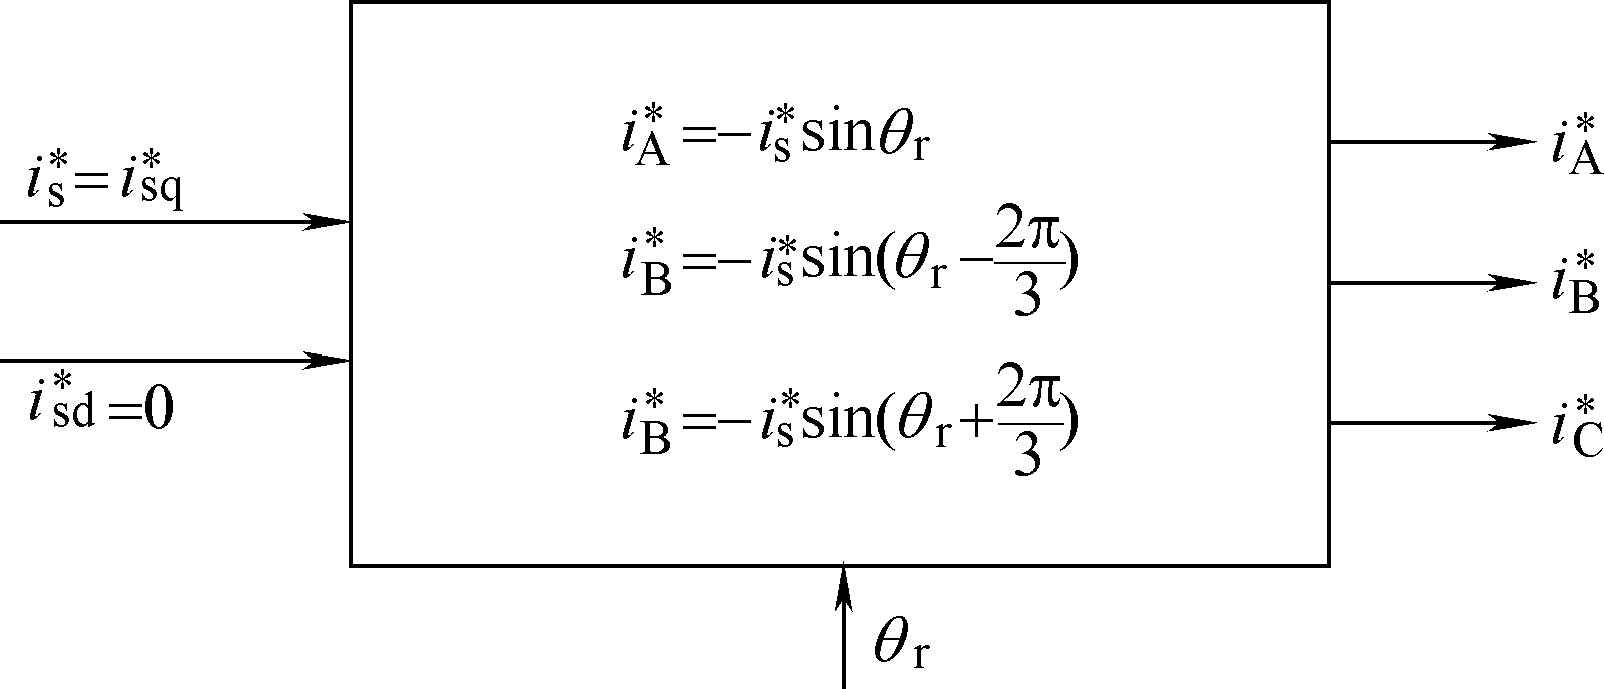 i*s=i*sq
i*sd=0
i*A=−i*s sinθr
i*B=−i*s sin(θr−2π/3)
i*B=−i*s sin(θr+2π/3)
i*A
i*B
i*C
θr